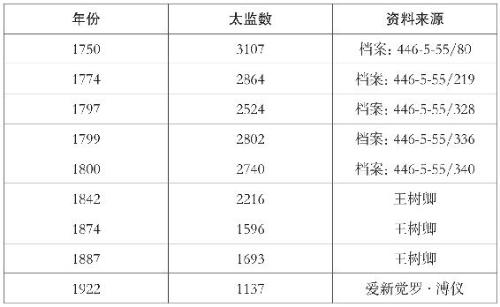 年份 太监数 资料来源
1750 3107 档案：446-5-55/80
1774 2864 档案：446-5-55/219
1797 2524 档案：446-5-55/328
1799 2802 档案：446-5-55/336
1800 2740 档案：446-5-55/340
1842 2216 王树卿
1874 1596 王树卿
1887 1693 王树卿
1922 1137 爱新觉罗·溥仪